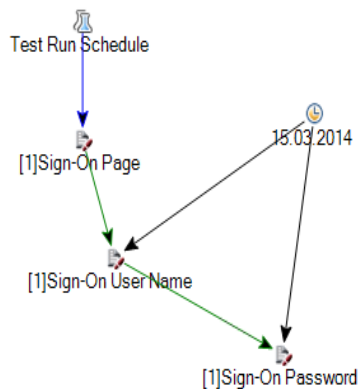 Test Run Schedule
15.03.2014
[1]Sign-On Page
[1]Sign-On User Name
[1]Sign-On Password